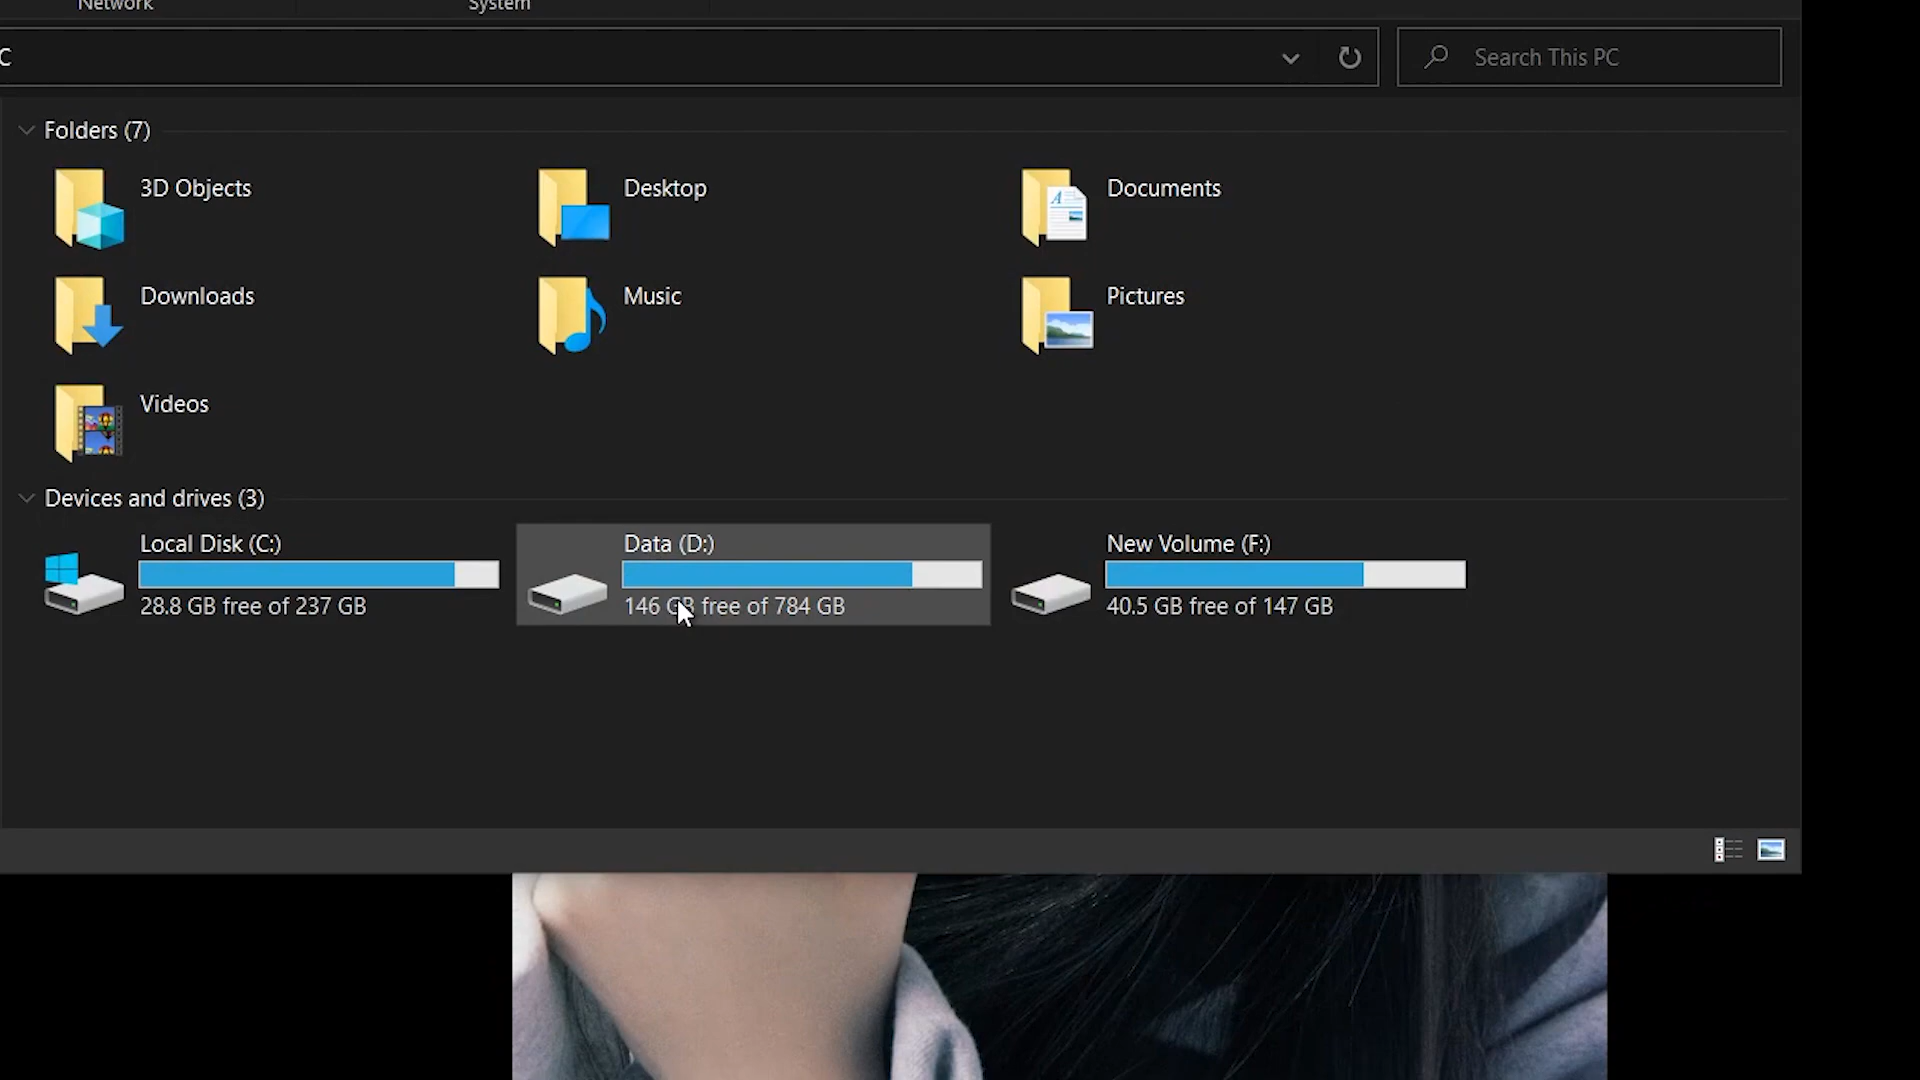 Network
System
C
Search This PC
Folders (7)
3D Objects
Desktop
Documents
Downloads
Music
Pictures
Videos
Devices and drives (3)
Local Disk (C:)
28.8 GB free of 237 GB
Data (D:)
146 GB free of 784 GB
New Volume (F:)
40.5 GB free of 147 GB